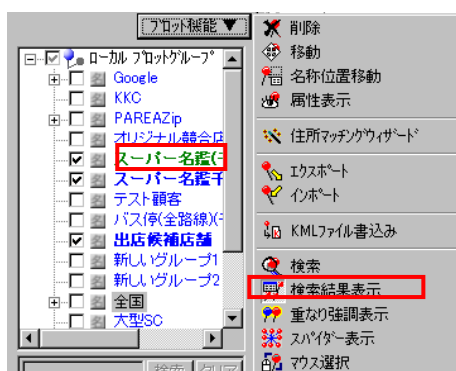 プロット機能▼
ローカル プロットグループ
Google
KKC
PAREAZip
オリジナル競合店
スーパー名鑑(千
スーパー名鑑千
テスト顧客
バス停(全路線)(千
出店候補店舗
新しいグループ1
新しいグループ2
全国
大型SC
検索 クリア
削除
移動
名称位置移動
属性表示
住所マッチングウィザード
エクスポート
インポート
KMLファイル書込み
検索
検索結果表示
重なり強調表示
スパイダー表示
マウス選択